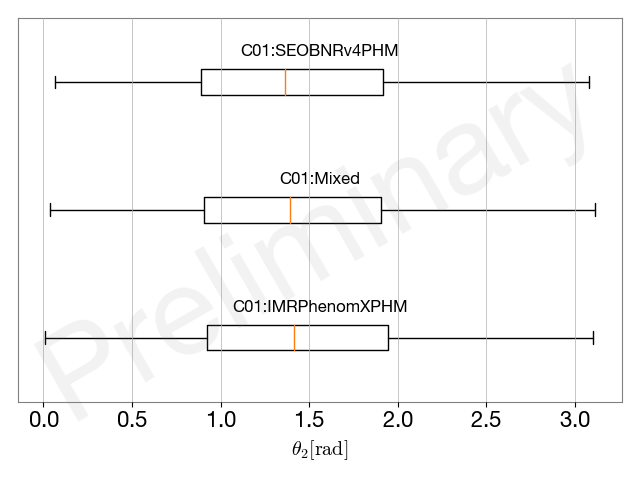 C01:SEOBNRv4PHM
C01:Mixed
C01:IMRPhenomXPHM
Preliminary
0.0 0.5 1.0 1.5 2.0 2.5 3.0
θ₂[rad]